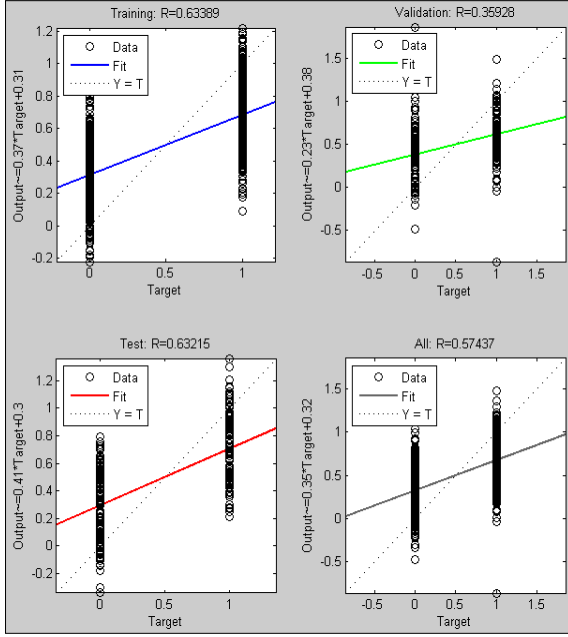 Training: R=0.63389
Output~=0.37*Target+0.31
1.2
1
0.8
0.6
0.4
0.2
0
-0.2
Data
Fit
Y = T
0
0.5
1
Target
Validation: R=0.35928
Output~=0.23*Target+0.38
1.5
1
0.5
0
-0.5
Data
Fit
Y = T
-0.5
0
0.5
1
1.5
Target
Test: R=0.63215
Output~=0.41*Target+0.3
1.2
1
0.8
0.6
0.4
0.2
0
-0.2
Data
Fit
Y = T
0
0.5
1
Target
All: R=0.57437
Output~=0.35*Target+0.32
1.5
1
0.5
0
-0.5
Data
Fit
Y = T
-0.5
0
0.5
1
1.5
Target